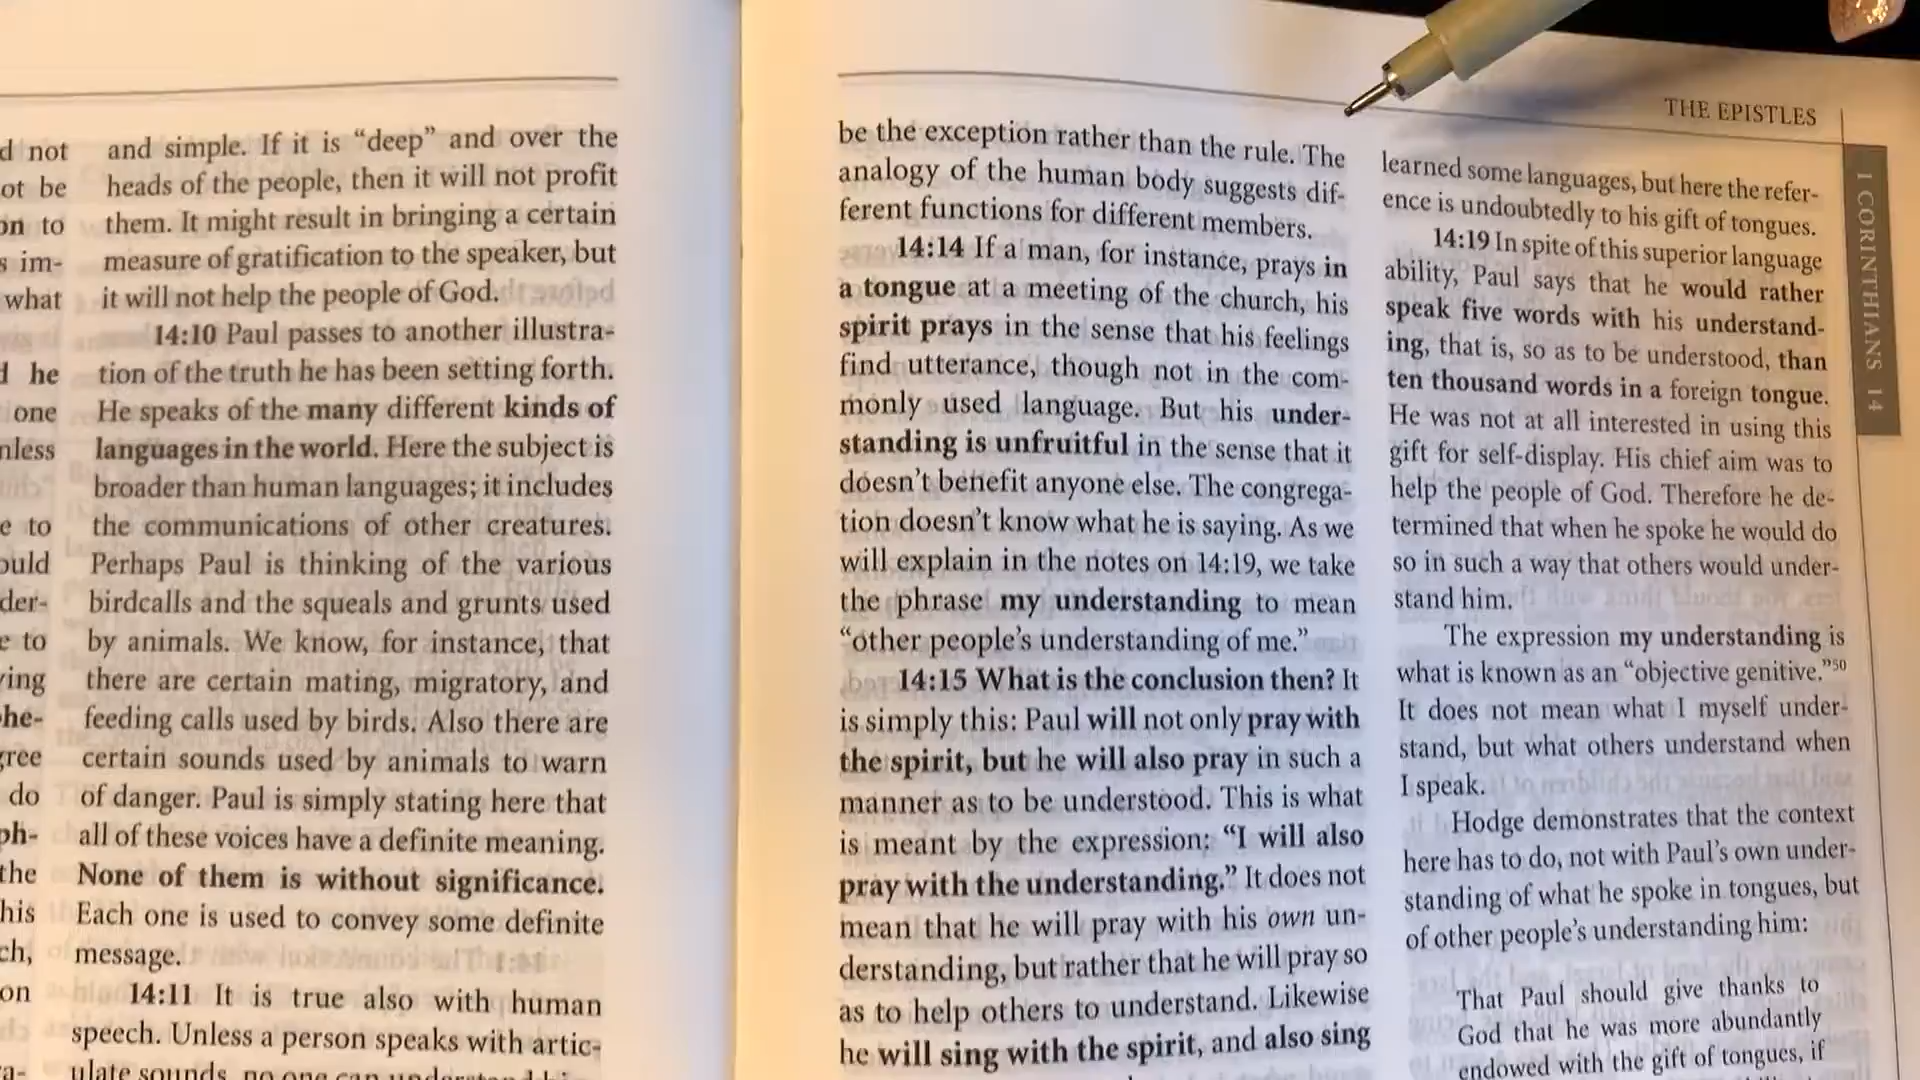 d not
ot be
on to
s im-
what
d he
one
nless
e to
ould
der-
e to
ying
he-
gree
do
ph-
the
his
ch,
on
a-
and simple. If it is “deep” and over the
heads of the people, then it will not profit
them. It might result in bringing a certain
measure of gratification to the speaker, but
it will not help the people of God.
14:10 Paul passes to another illustra-
tion of the truth he has been setting forth.
He speaks of the many different kinds of
languages in the world. Here the subject is
broader than human languages; it includes
the communications of other creatures.
Perhaps Paul is thinking of the various
birdcalls and the squeals and grunts used
by animals. We know, for instance, that
there are certain mating, migratory, and
feeding calls used by birds. Also there are
certain sounds used by animals to warn
of danger. Paul is simply stating here that
all of these voices have a definite meaning.
None of them is without significance.
Each one is used to convey some definite
message.
14:11 It is true also with human
speech. Unless a person speaks with artic-
ulate sounds, no one can understand
THE EPISTLES
1 CORINTHIANS 14
be the exception rather than the rule. The
analogy of the human body suggests dif-
ferent functions for different members.
14:14 If a man, for instance, prays in
a tongue at a meeting of the church, his
spirit prays in the sense that his feelings
find utterance, though not in the com-
monly used language. But his under-
standing is unfruitful in the sense that it
doesn’t benefit anyone else. The congrega-
tion doesn’t know what he is saying. As we
will explain in the notes on 14:19, we take
the phrase my understanding to mean
“other people’s understanding of me.”
14:15 What is the conclusion then? It
is simply this: Paul will not only pray with
the spirit, but he will also pray in such a
manner as to be understood. This is what
is meant by the expression: “I will also
pray with the understanding.” It does not
mean that he will pray with his own un-
derstanding, but rather that he will pray so
as to help others to understand. Likewise
he will sing with the spirit, and also sing
learned some languages, but here the refer-
ence is undoubtedly to his gift of tongues.
14:19 In spite of this superior language
ability, Paul says that he would rather
speak five words with his understand-
ing, that is, so as to be understood, than
ten thousand words in a foreign tongue.
He was not at all interested in using this
gift for self-display. His chief aim was to
help the people of God. Therefore he de-
termined that when he spoke he would do
so in such a way that others would under-
stand him.
The expression my understanding is
what is known as an “objective genitive.”50
It does not mean what I myself under-
stand, but what others understand when
I speak.
Hodge demonstrates that the context
here has to do, not with Paul’s own under-
standing of what he spoke in tongues, but
of other people’s understanding him:
That Paul should give thanks to
God that he was more abundantly
endowed with the gift of tongues, if